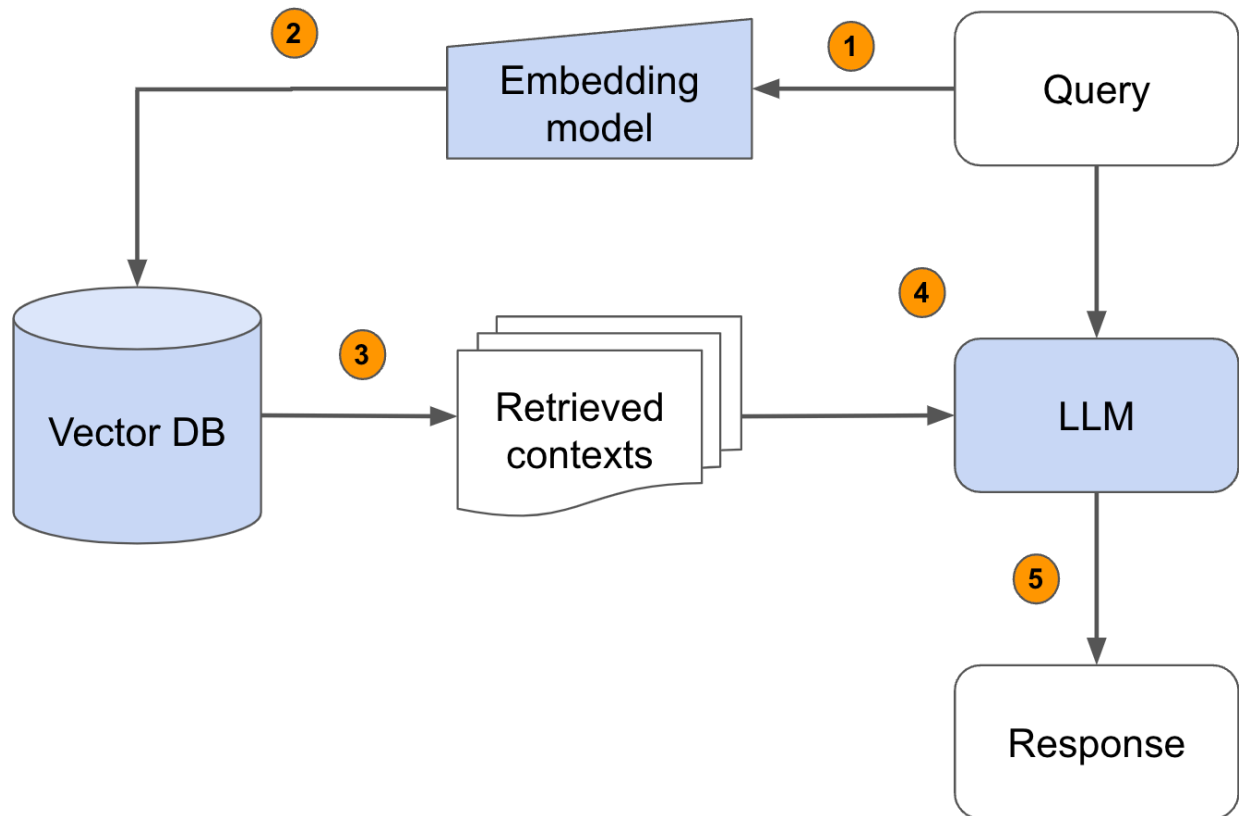 2
1
Embedding
model
Query
4
3
Vector DB
Retrieved
contexts
LLM
5
Response